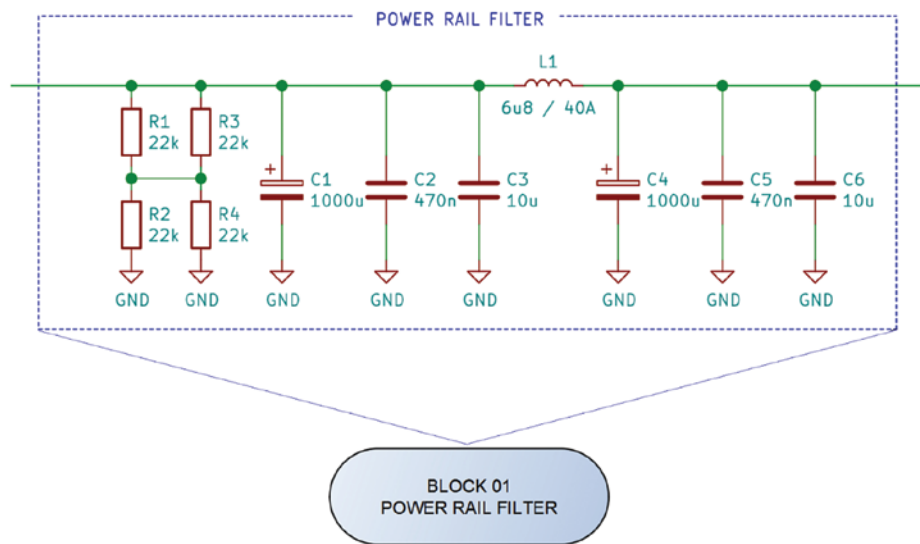 POWER RAIL FILTER
L1
6u8 / 40A
R1
22k
R3
22k
C1
1000u
C2
470n
C3
10u
C4
1000u
C5
470n
C6
10u
R2
22k
R4
22k
+
+
GND
GND
GND
GND
GND
GND
GND
GND
BLOCK 01
POWER RAIL FILTER